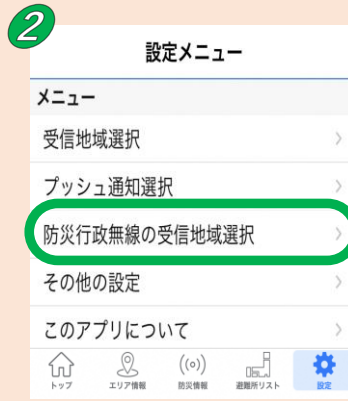 2
設定メニュー
メニュー
受信地域選択
プッシュ通知選択
防災行政無線の受信地域選択
その他の設定
このアプリについて
トップ エリア情報 防災情報 避難所リスト 設定